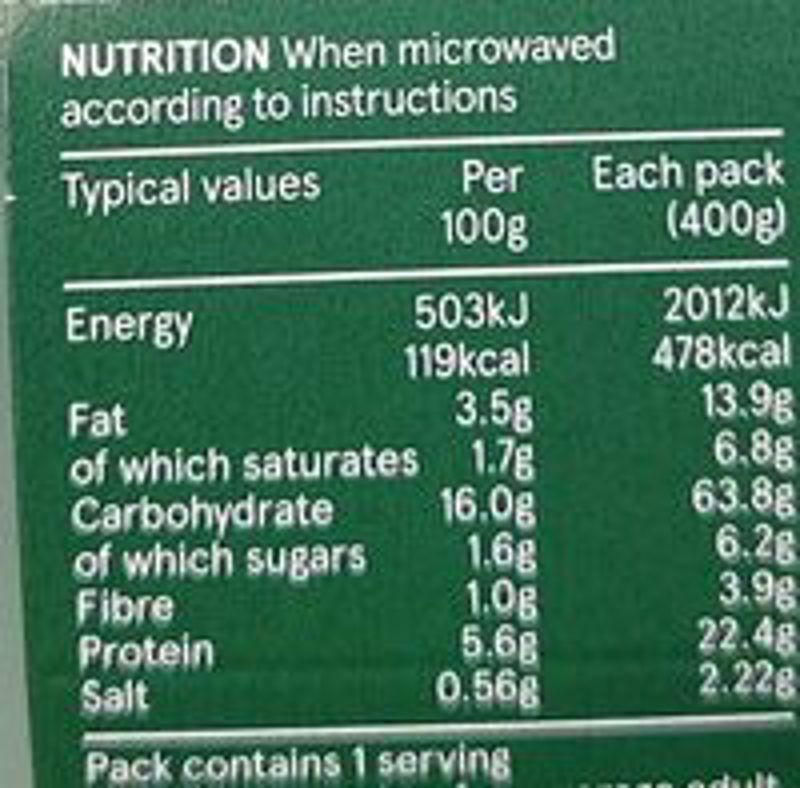 NUTRITION When microwaved
according to instructions
Typical values Per Each pack
100g (400g)
Energy 503kJ 2012kJ
119kcal 478kcal
Fat 3.5g 13.9g
of which saturates 1.7g 6.8g
Carbohydrate 16.0g 63.8g
of which sugars 1.6g 6.2g
Fibre 1.0g 3.9g
Protein 5.6g 22.4g
Salt 0.56g 2.22g
Pack contains 1 serving
adult